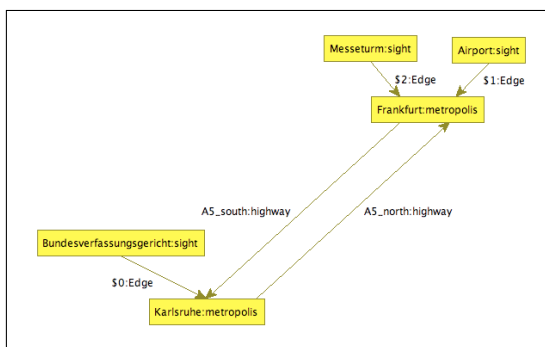 Messeturm:sight
Airport:sight
$2:Edge
$1:Edge
Frankfurt:metropolis
A5_south:highway
A5_north:highway
Bundesverfassungsgericht:sight
$0:Edge
Karlsruhe:metropolis